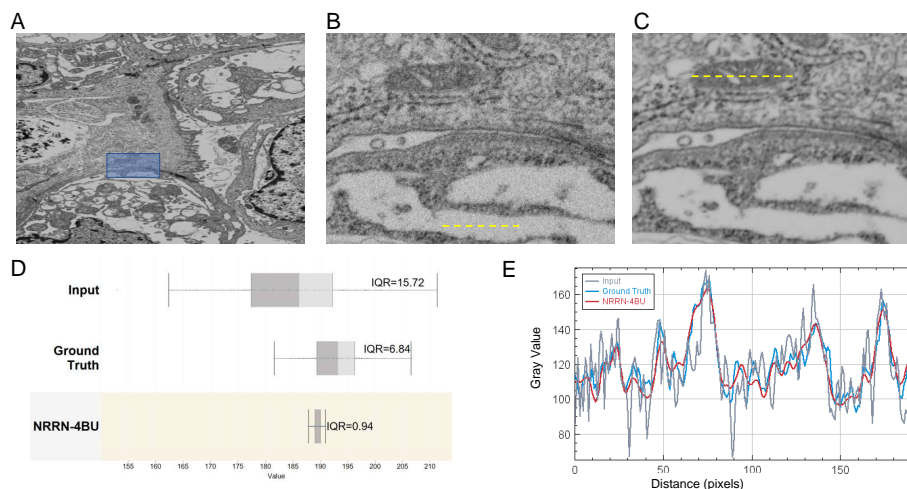 A
B
C
D
Input
IQR=15.72
Ground
Truth
IQR=6.84
NRRN-4BU
IQR=0.94
155 160 165 170 175 180 185 190 195 200 205 210
Value
E
Input
Ground Truth
NRRN-4BU
Gray Value
160
140
120
100
80
0 50 100 150
Distance (pixels)